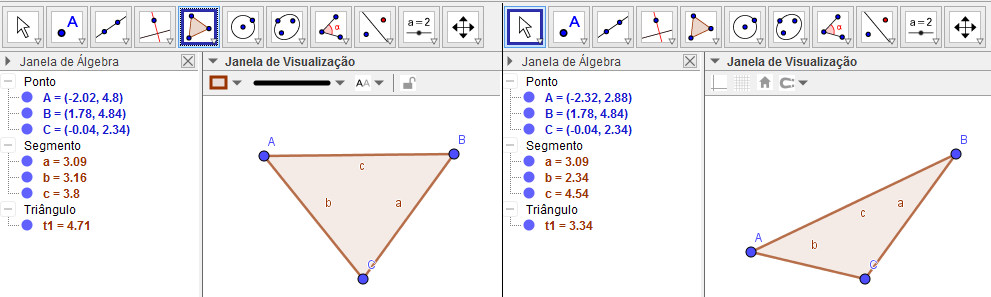 A α a=2
Janela de Álgebra
Ponto
A = (-2.02, 4.8)
B = (1.78, 4.84)
C = (-0.04, 2.34)
Segmento
a = 3.09
b = 3.16
c = 3.8
Triângulo
t1 = 4.71
Janela de Visualização
AA
A
B
c
b
a
C
A α a=2
Janela de Álgebra
Ponto
A = (-2.32, 2.88)
B = (1.78, 4.84)
C = (-0.04, 2.34)
Segmento
a = 3.09
b = 2.34
c = 4.54
Triângulo
t1 = 3.34
Janela de Visualização
B
a
c
A
b
C